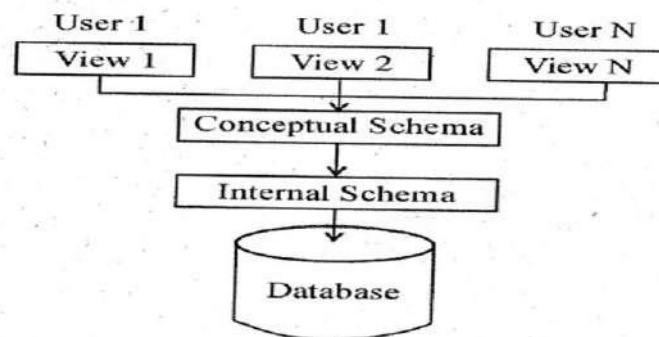 User 1 User 1 User N
View 1 View 2 View N
Conceptual Schema
Internal Schema
Database